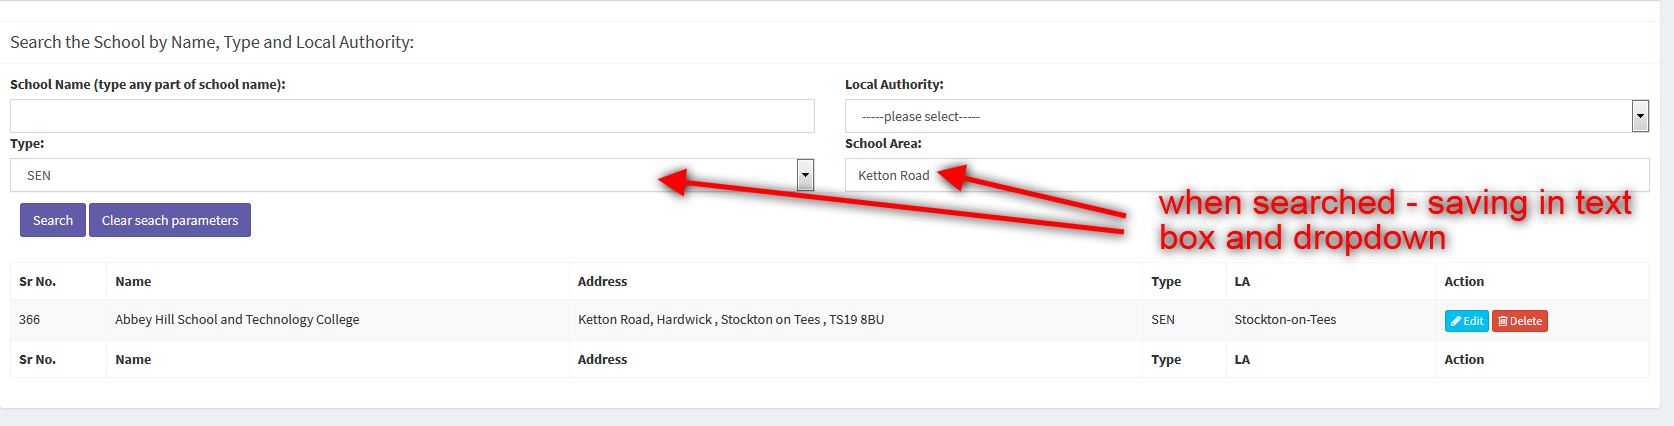 Search the School by Name, Type and Local Authority:
School Name (type any part of school name):
Local Authority:
-----please select-----
Type:
School Area:
SEN
Ketton Road
Search
Clear seach parameters
when searched - saving in text
box and dropdown
Sr No. Name Address Type LA Action
366 Abbey Hill School and Technology College Ketton Road, Hardwick , Stockton on Tees , TS19 8BU SEN Stockton-on-Tees Edit Delete
Sr No. Name Address Type LA Action